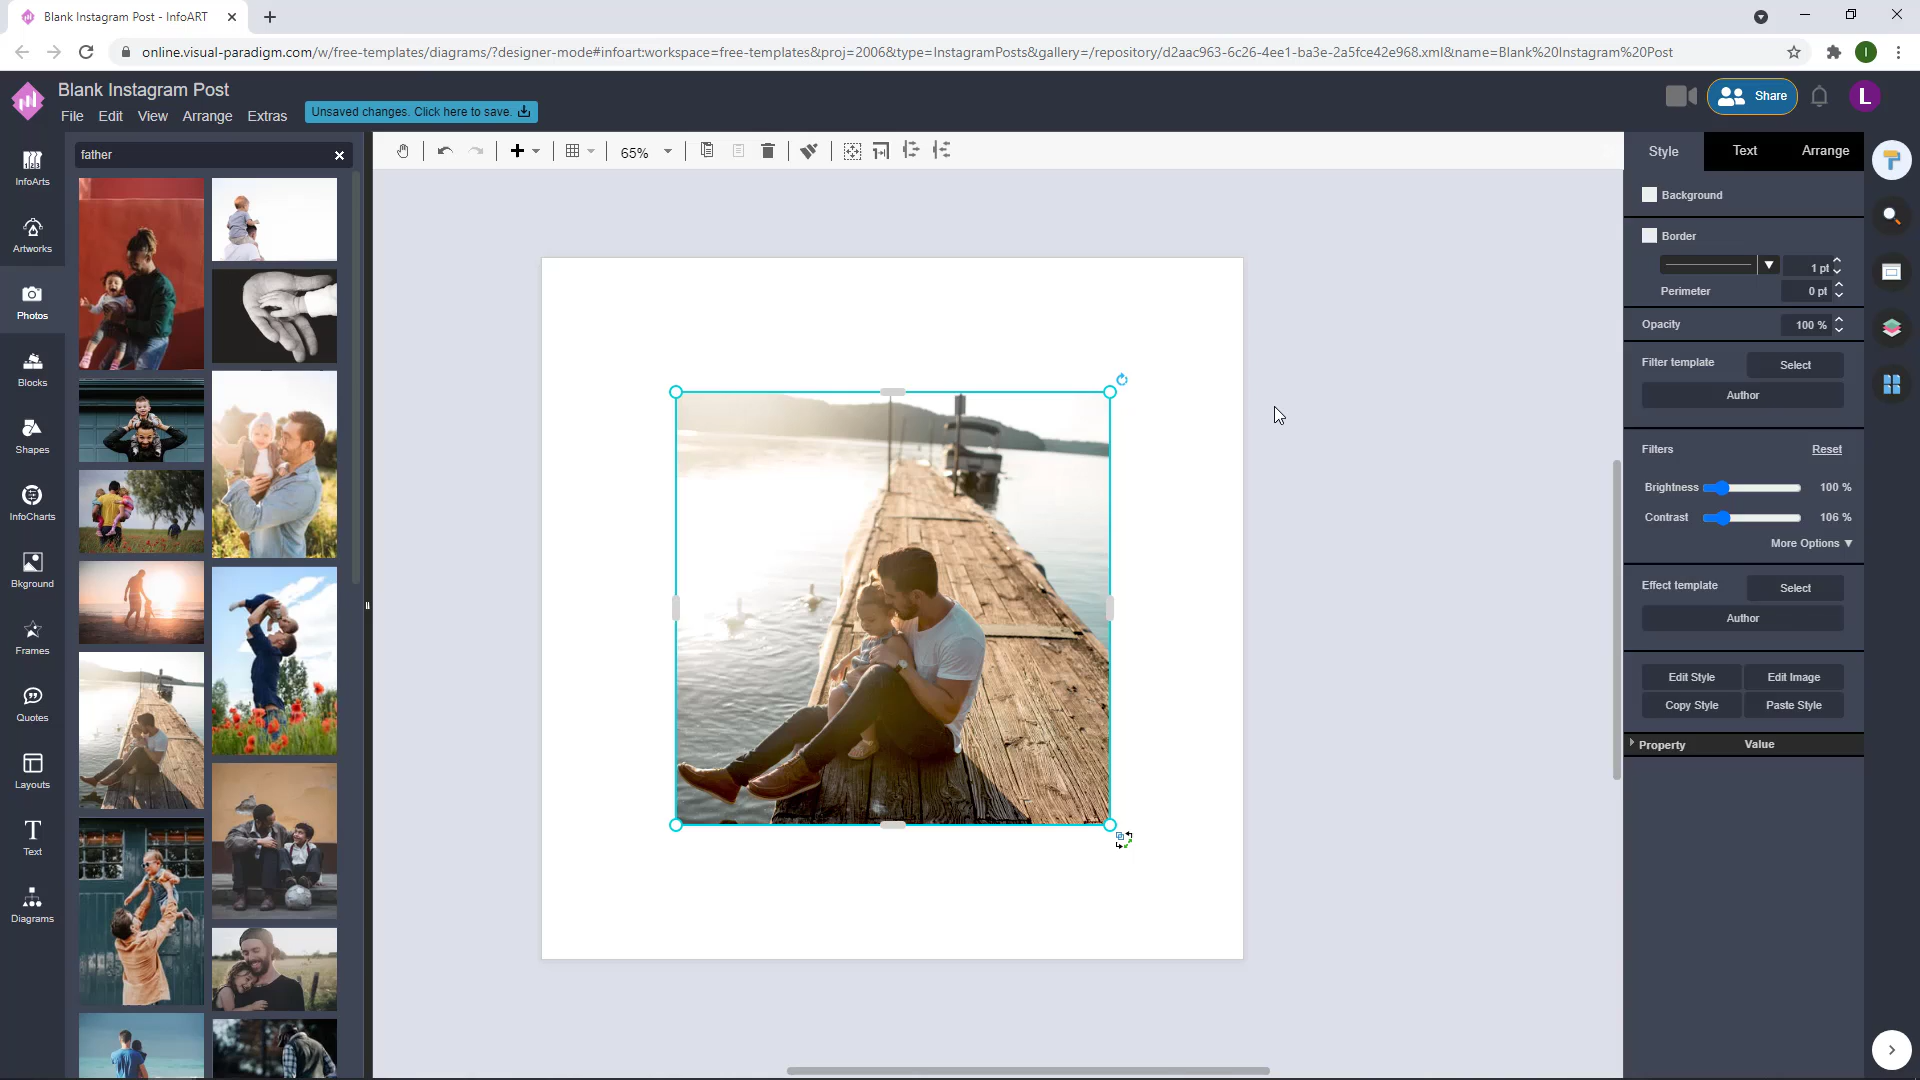 Blank Instagram Post - InfoART
online.visual-paradigm.com/w/free-templates/diagrams/?designer-mode#infoart:workspace=free-templates&proj=2006&type=InstagramPosts&gallery=/repository/d2aac963-6c26-4ee1-ba3e-2a5fce42e968.xml&name=Blank%20Instagram%20Post
I
Blank Instagram Post
File Edit View Arrange Extras
Unsaved changes. Click here to save.
Share
L
father
65%
Style Text Arrange
InfoArts
Artworks
Photos
Blocks
Shapes
InfoCharts
Bkground
Frames
Quotes
Layouts
T
Text
Diagrams
Background
Border
1 pt
Perimeter 0 pt
Opacity 100 %
Filter template Select
Author
Filters Reset
Brightness 100 %
Contrast 106 %
More Options ▼
Effect template Select
Author
Edit Style Edit Image
Copy Style Paste Style
Property Value